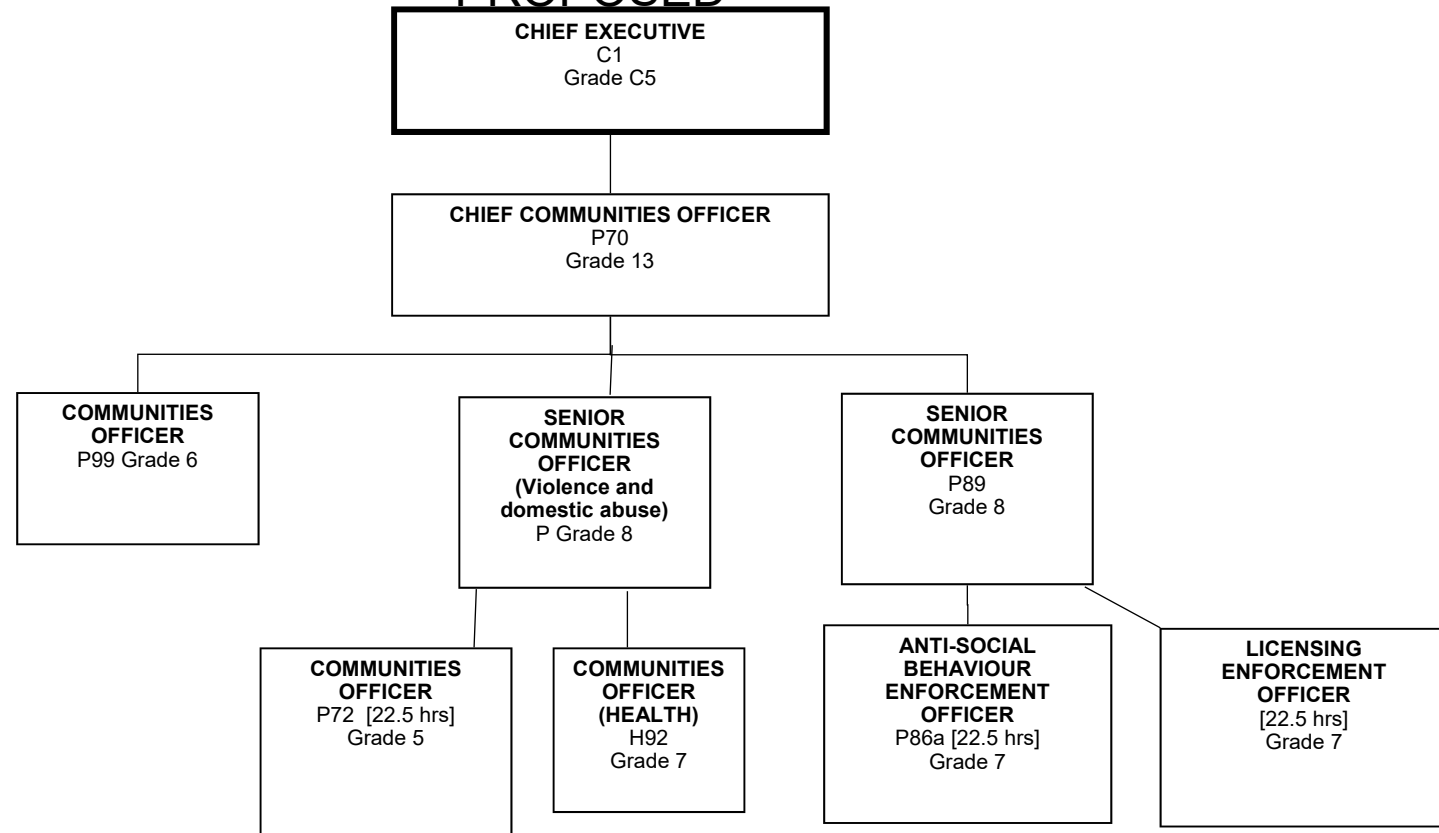 PROPOSED
CHIEF EXECUTIVE
C1
Grade C5
CHIEF COMMUNITIES OFFICER
P70
Grade 13
COMMUNITIES
OFFICER
P99 Grade 6
SENIOR
COMMUNITIES
OFFICER
(Violence and
domestic abuse)
P Grade 8
SENIOR
COMMUNITIES
OFFICER
P89
Grade 8
COMMUNITIES
OFFICER
P72 [22.5 hrs]
Grade 5
COMMUNITIES
OFFICER
(HEALTH)
H92
Grade 7
ANTI-SOCIAL
BEHAVIOUR
ENFORCEMENT
OFFICER
P86a [22.5 hrs]
Grade 7
LICENSING
ENFORCEMENT
OFFICER
[22.5 hrs]
Grade 7